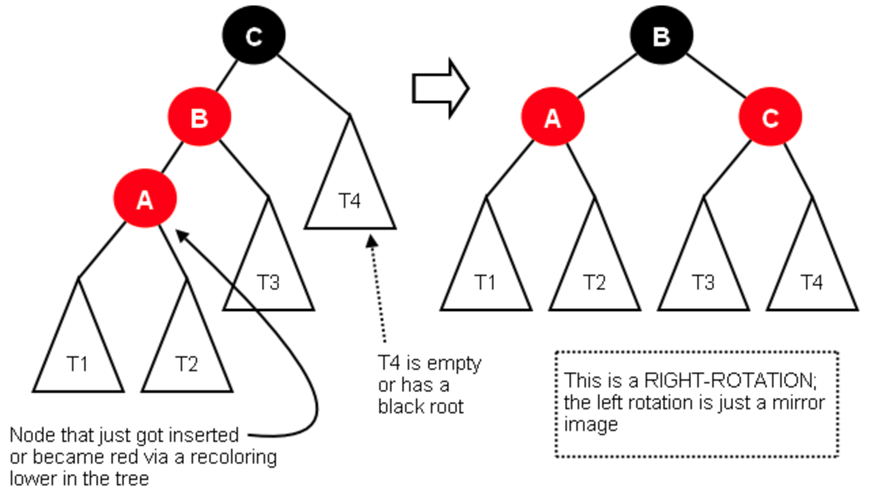 C
B
B
A
C
A
T4
T3
T1
T2
T3
T4
T1
T2
T4 is empty
or has a
black root
This is a RIGHT-ROTATION;
the left rotation is just a mirror
image
Node that just got inserted
or became red via a recoloring
lower in the tree